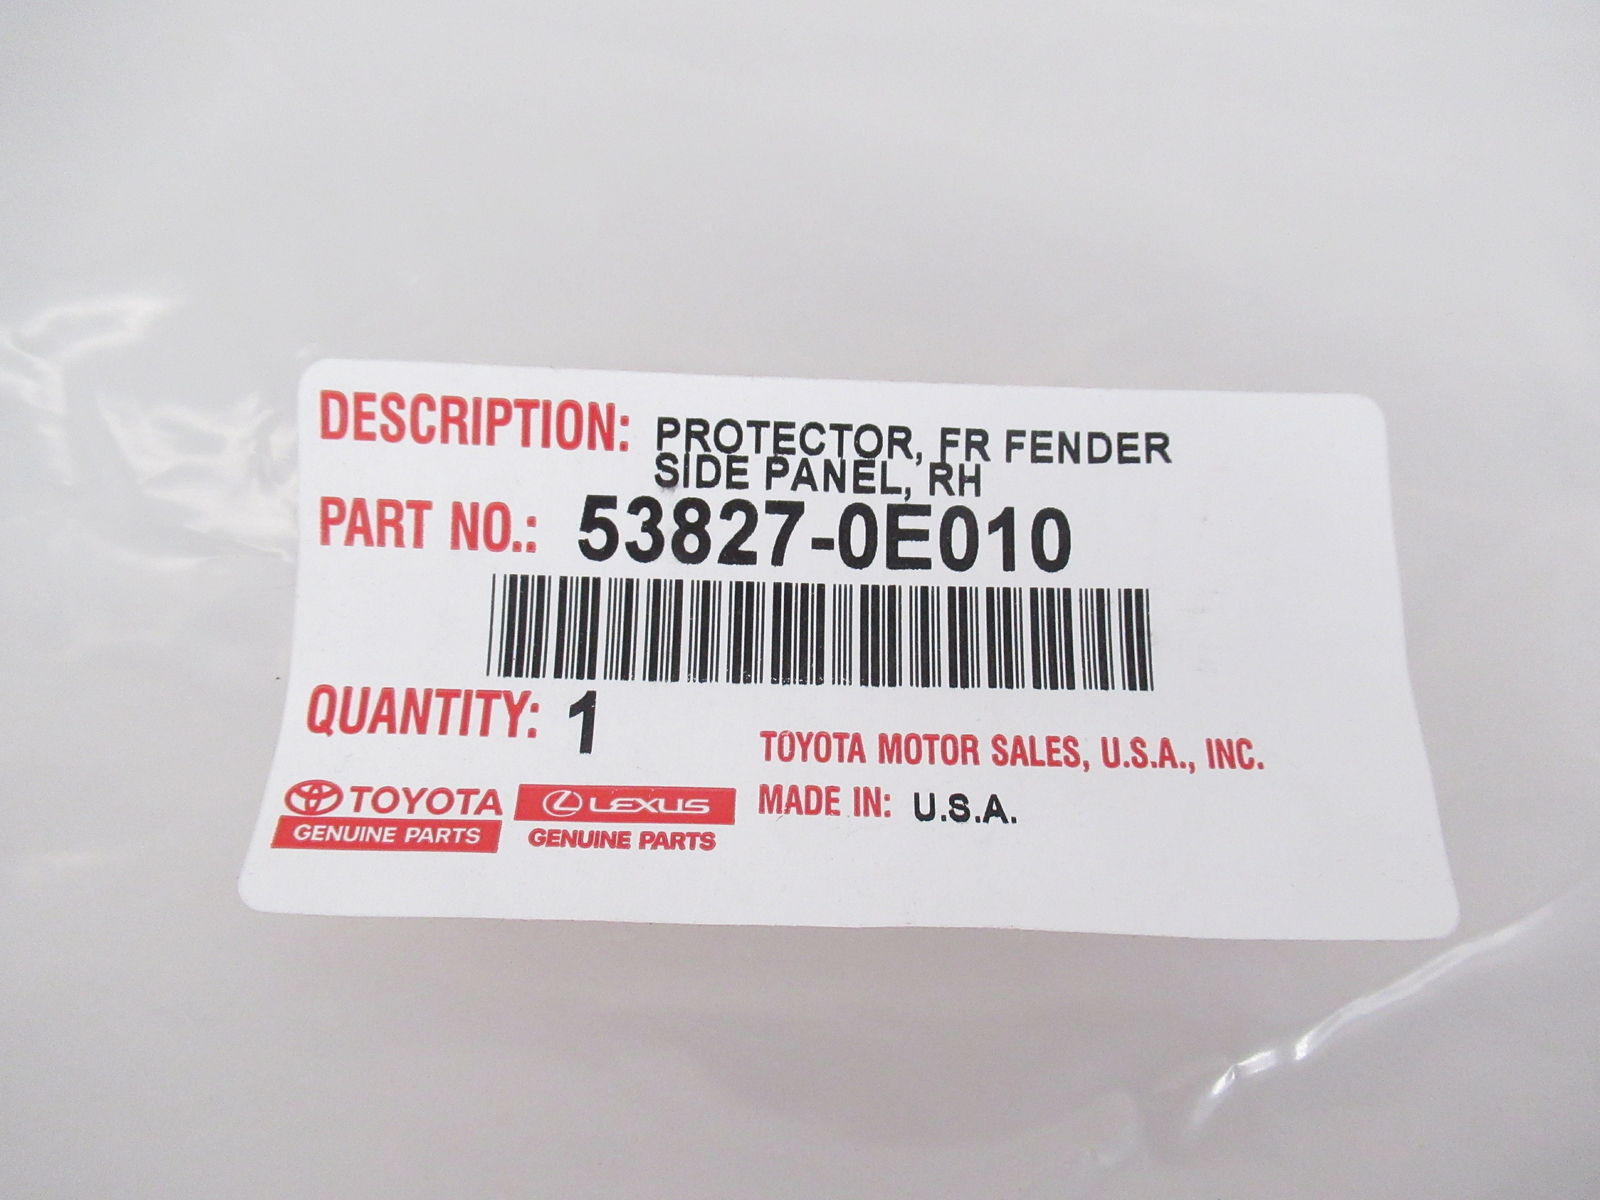 DESCRIPTION: PROTECTOR, FR FENDER
SIDE PANEL, RH
PART NO.: 53827-0E010
QUANTITY: 1
TOYOTA MOTOR SALES, U.S.A., INC.
MADE IN: U.S.A.
TOYOTA
GENUINE PARTS
LEXUS
GENUINE PARTS